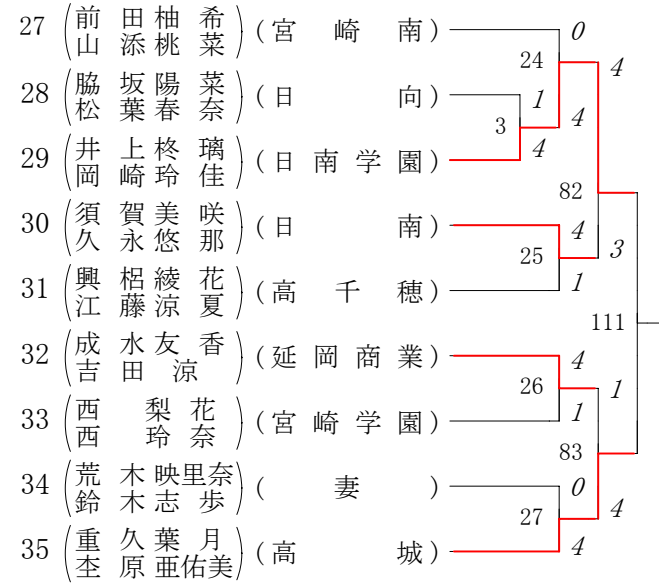 27 前田柚希 山添桃菜 (宮崎南) 0
24 4
28 脇坂陽菜 松葉春奈 (日向) 1 4
3
29 井上柊璃 岡崎玲佳 (日南学園) 4
82
30 須賀美咲 久永悠那 (日南) 4
25 3
31 興梠綾花 江藤涼夏 (高千穂) 1
111
32 成水友香 吉田涼 (延岡商業) 4
26 1
33 西梨花 西玲奈 (宮崎学園) 1
83
34 荒木映里奈 鈴木志歩 (妻) 0
27 4
35 重久葉月 杢原亜佑美 (高城) 4